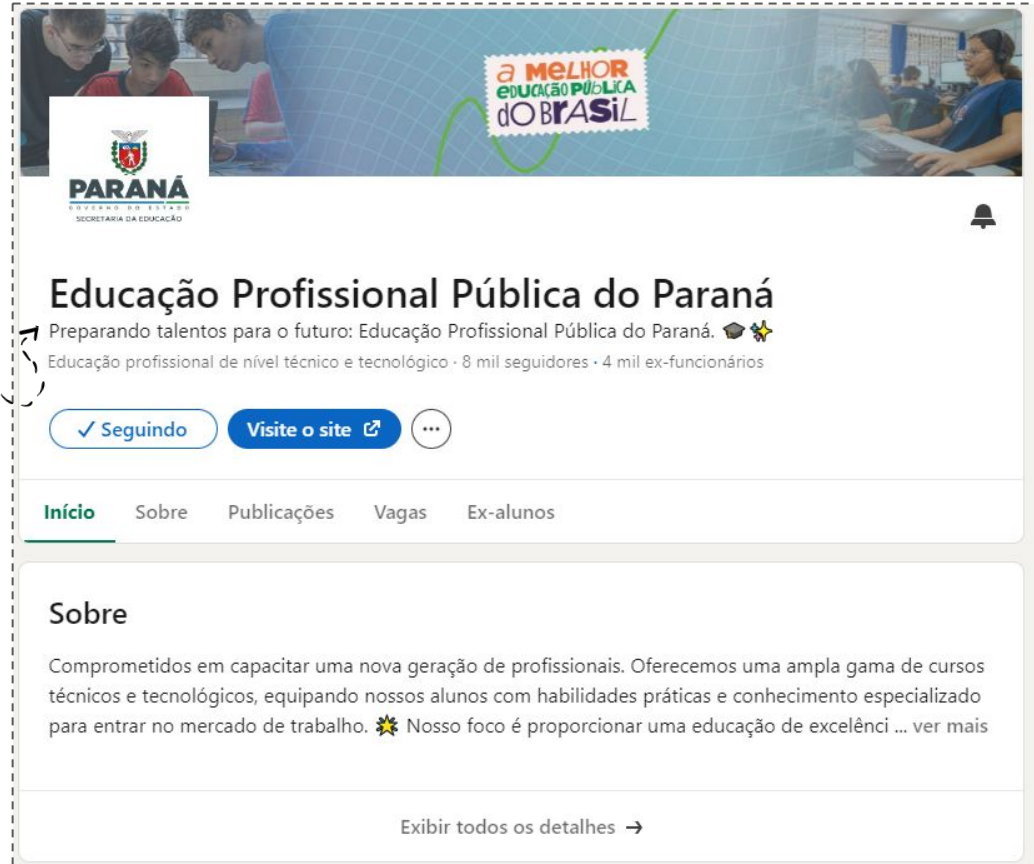 a MELHOR
eDUCAÇÃO PÚbLiCA
dO BrASiL
PARANÁ
GOVERNO DO ESTADO
SECRETARIA DA EDUCAÇÃO
Educação Profissional Pública do Paraná
Preparando talentos para o futuro: Educação Profissional Pública do Paraná. 🎓✨
Educação profissional de nível técnico e tecnológico · 8 mil seguidores · 4 mil ex-funcionários
✓ Seguindo Visite o site ···
Início Sobre Publicações Vagas Ex-alunos
Sobre
Comprometidos em capacitar uma nova geração de profissionais. Oferecemos uma ampla gama de cursos
técnicos e tecnológicos, equipando nossos alunos com habilidades práticas e conhecimento especializado
para entrar no mercado de trabalho. 🌟 Nosso foco é proporcionar uma educação de excelênci ... ver mais
Exibir todos os detalhes →